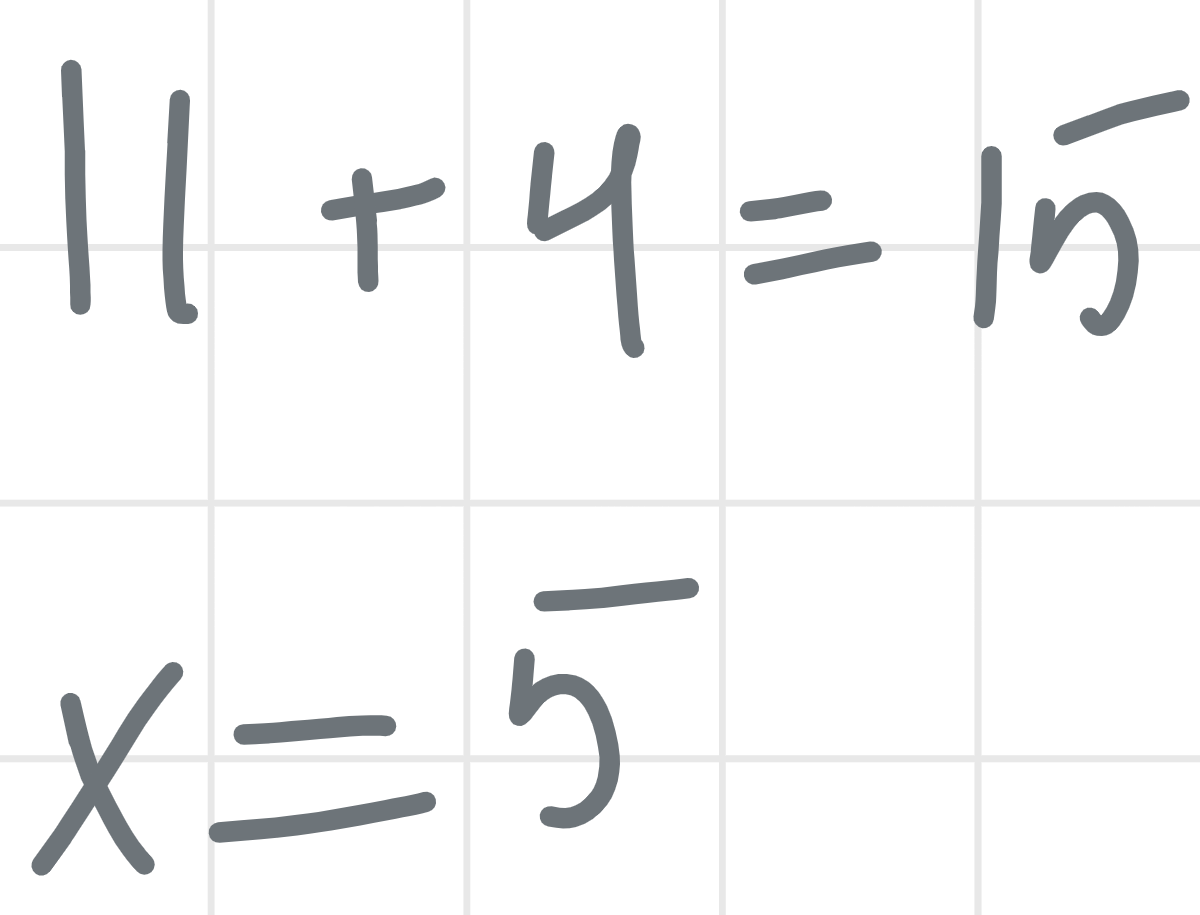 11 + 4 = 15
x = 5